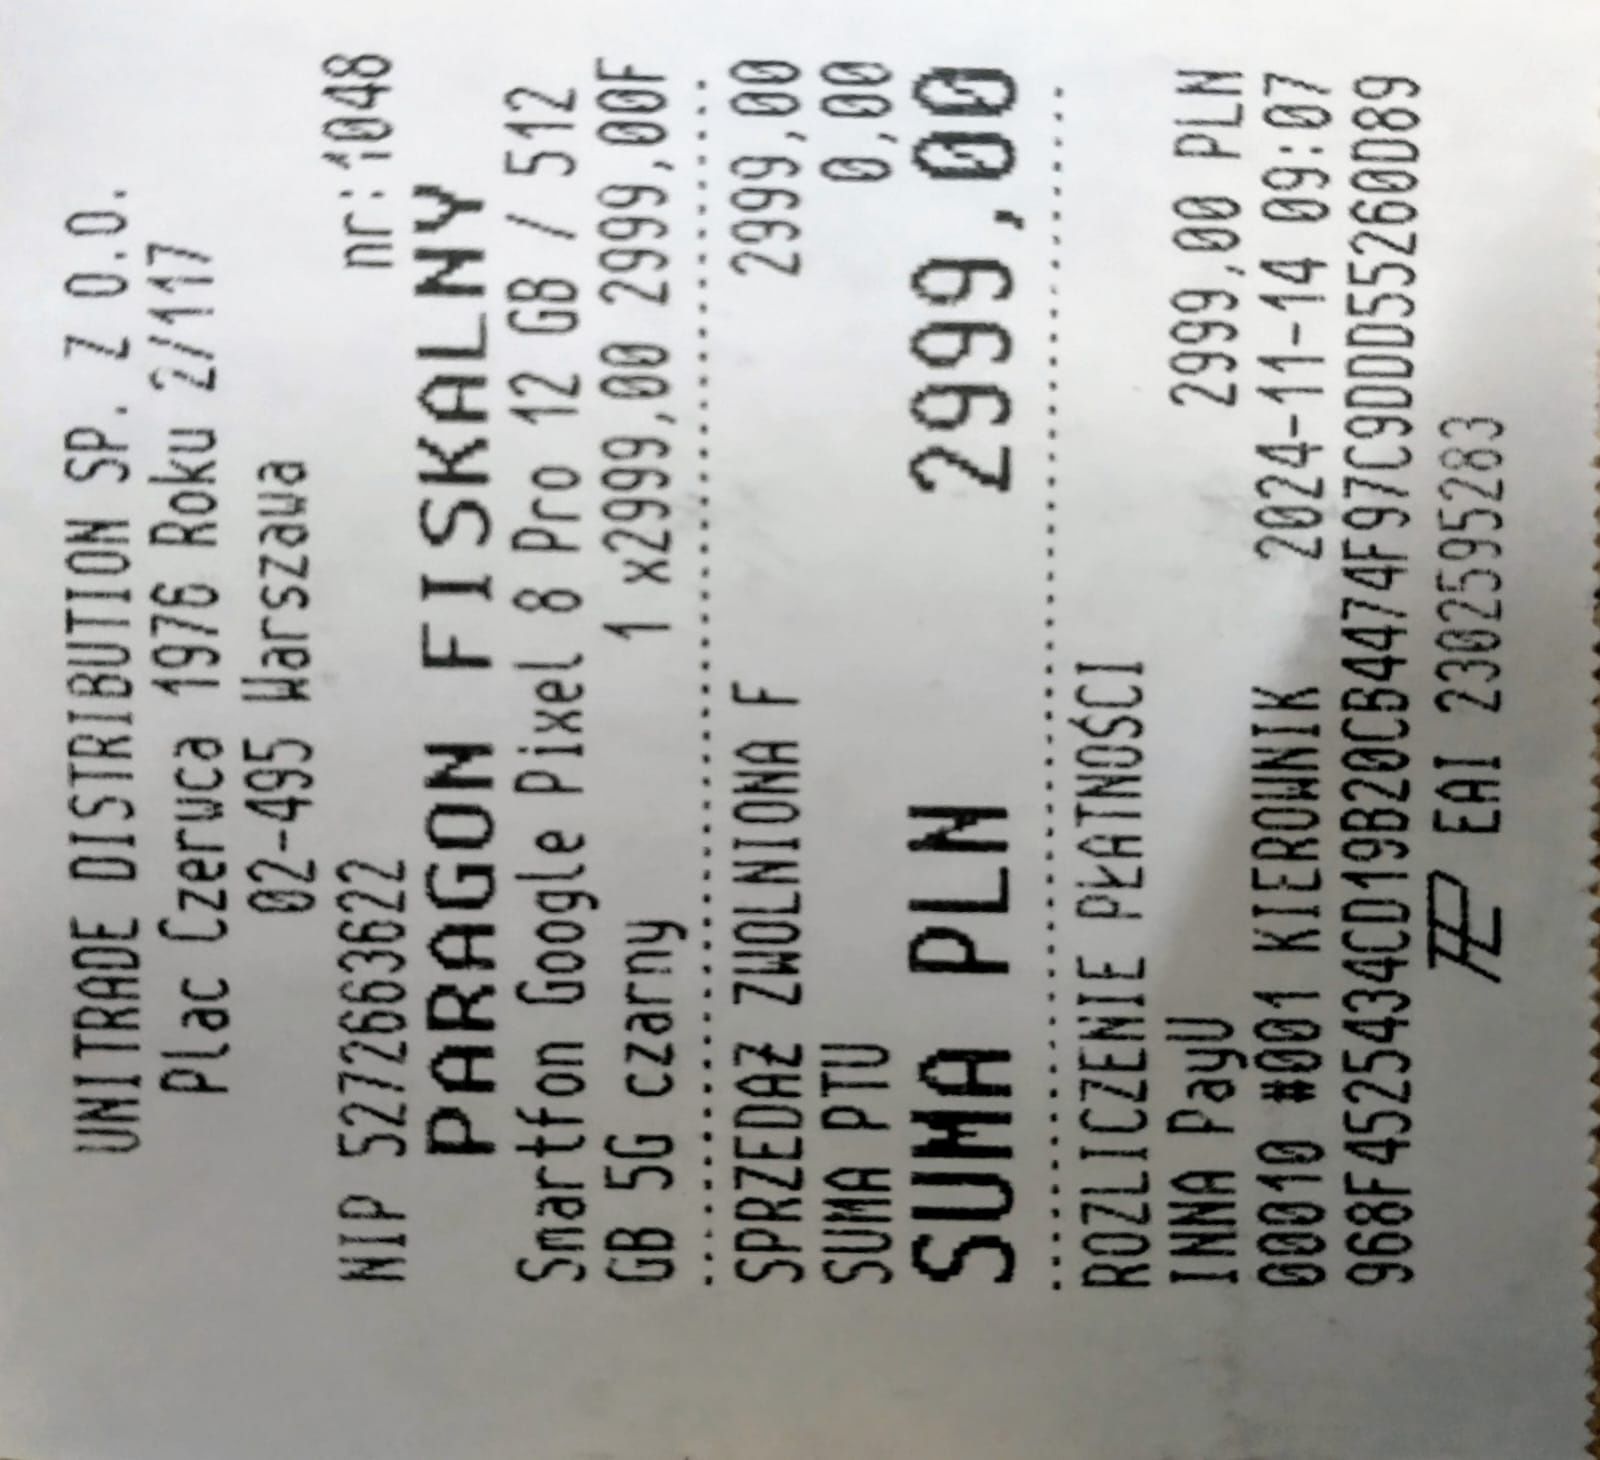 UNITRADE DISTRIBUTION SP. Z O.O.
Plac Czerwca 1976 Roku 2/117
02-495 Warszawa
NIP 5272663622 nr:1048
PARAGON FISKALNY
Smartfon Google Pixel 8 Pro 12 GB / 512
GB 5G czarny 1 x2999,00 2999,00F
SPRZEDAŻ ZWOLNIONA F 2999,00
SUMA PTU 0,00
SUMA PLN 2999,00
ROZLICZENIE PŁATNOŚCI
INNA PayU 2999,00 PLN
00010 #001 KIEROWNIK 2024-11-14 09:07
968F4525434CD19B20CB4474F97C9DDD55260D89
EAI 2302595283